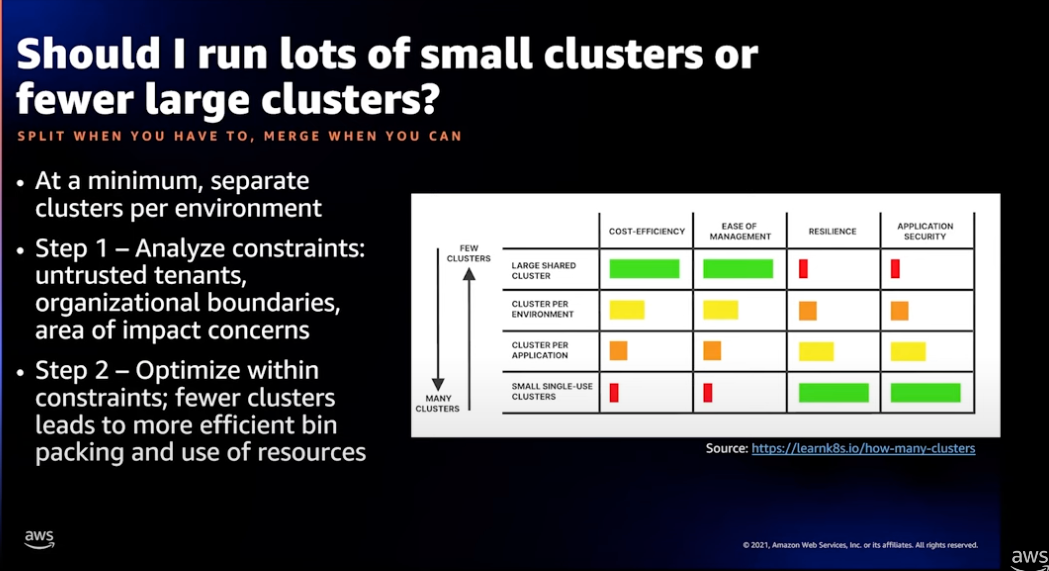 Should I run lots of small clusters or
fewer large clusters?
SPLIT WHEN YOU HAVE TO, MERGE WHEN YOU CAN
• At a minimum, separate
clusters per environment
• Step 1 – Analyze constraints:
untrusted tenants,
organizational boundaries,
area of impact concerns
• Step 2 – Optimize within
constraints; fewer clusters
leads to more efficient bin
packing and use of resources
FEW
CLUSTERS
MANY
CLUSTERS
COST-EFFICIENCY
EASE OF
MANAGEMENT
RESILIENCE
APPLICATION
SECURITY
LARGE SHARED
CLUSTER
CLUSTER PER
ENVIRONMENT
CLUSTER PER
APPLICATION
SMALL SINGLE-USE
CLUSTERS
Source: https://learnk8s.io/how-many-clusters
aws
© 2021, Amazon Web Services, Inc. or its affiliates. All rights reserved.
aws